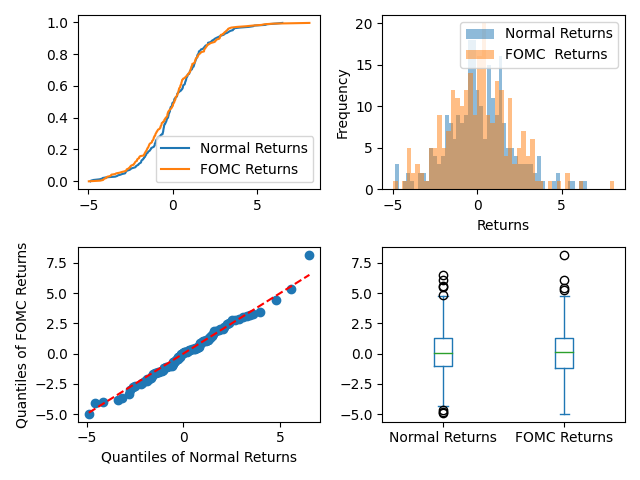 1.0
0.8
0.6
0.4
0.2
0.0
Normal Returns
FOMC Returns
−5 0 5
20
15
10
5
0
Frequency
Normal Returns
FOMC  Returns
−5 0 5
Returns
7.5
5.0
2.5
0.0
−2.5
−5.0
Quantiles of FOMC Returns
−5 0 5
Quantiles of Normal Returns
7.5
5.0
2.5
0.0
−2.5
−5.0
Normal Returns FOMC Returns